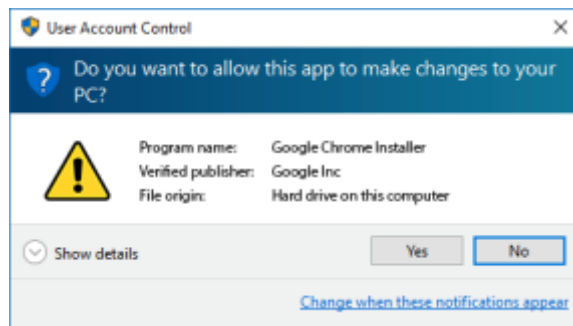 User Account Control
Do you want to allow this app to make changes to your
PC?
Program name: Google Chrome Installer
Verified publisher: Google Inc
File origin: Hard drive on this computer
Show details
Yes
No
Change when these notifications appear